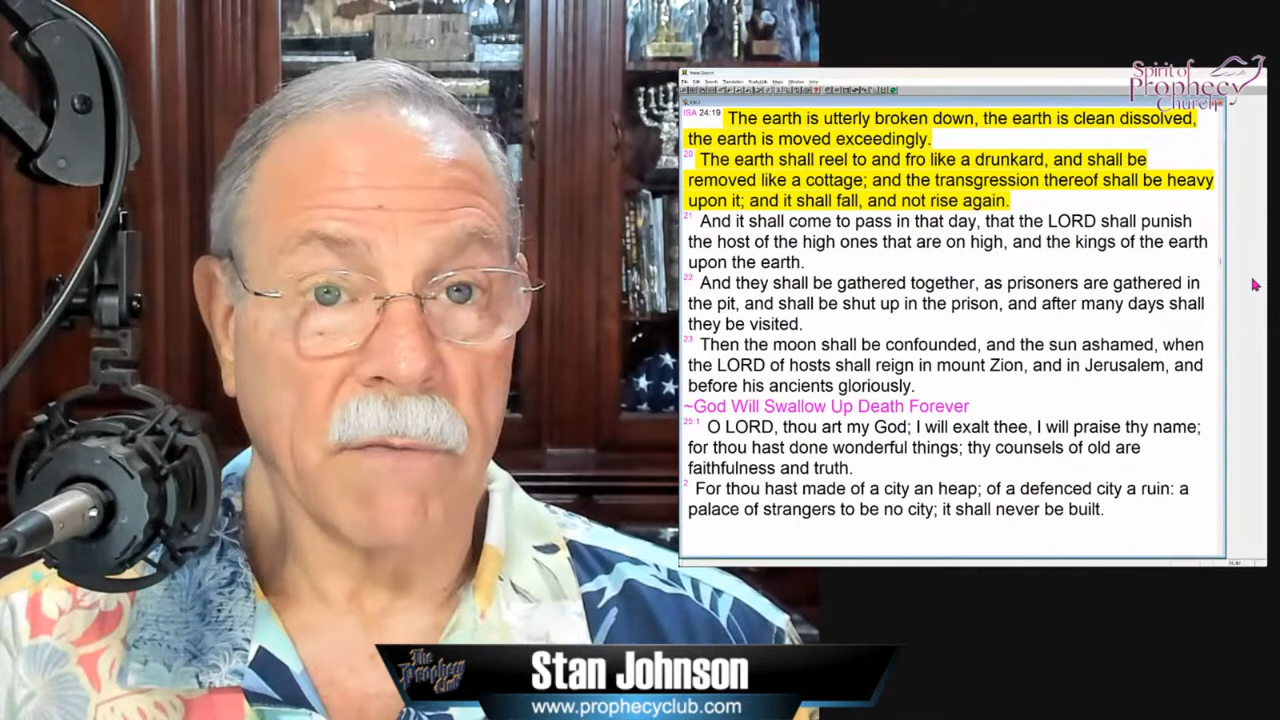 Spirit of
Prophecy
Church
Verse Search
ISA 24:19 The earth is utterly broken down, the earth is clean dissolved,
the earth is moved exceedingly.
20 The earth shall reel to and fro like a drunkard, and shall be
removed like a cottage; and the transgression thereof shall be heavy
upon it; and it shall fall, and not rise again.
21 And it shall come to pass in that day, that the LORD shall punish
the host of the high ones that are on high, and the kings of the earth
upon the earth.
22 And they shall be gathered together, as prisoners are gathered in
the pit, and shall be shut up in the prison, and after many days shall
they be visited.
23 Then the moon shall be confounded, and the sun ashamed, when
the LORD of hosts shall reign in mount Zion, and in Jerusalem, and
before his ancients gloriously.
~God Will Swallow Up Death Forever
25:1 O LORD, thou art my God; I will exalt thee, I will praise thy name;
for thou hast done wonderful things; thy counsels of old are
faithfulness and truth.
2 For thou hast made of a city an heap; of a defenced city a ruin: a
palace of strangers to be no city; it shall never be built.
The
Prophecy
Club
Stan Johnson
www.prophecyclub.com